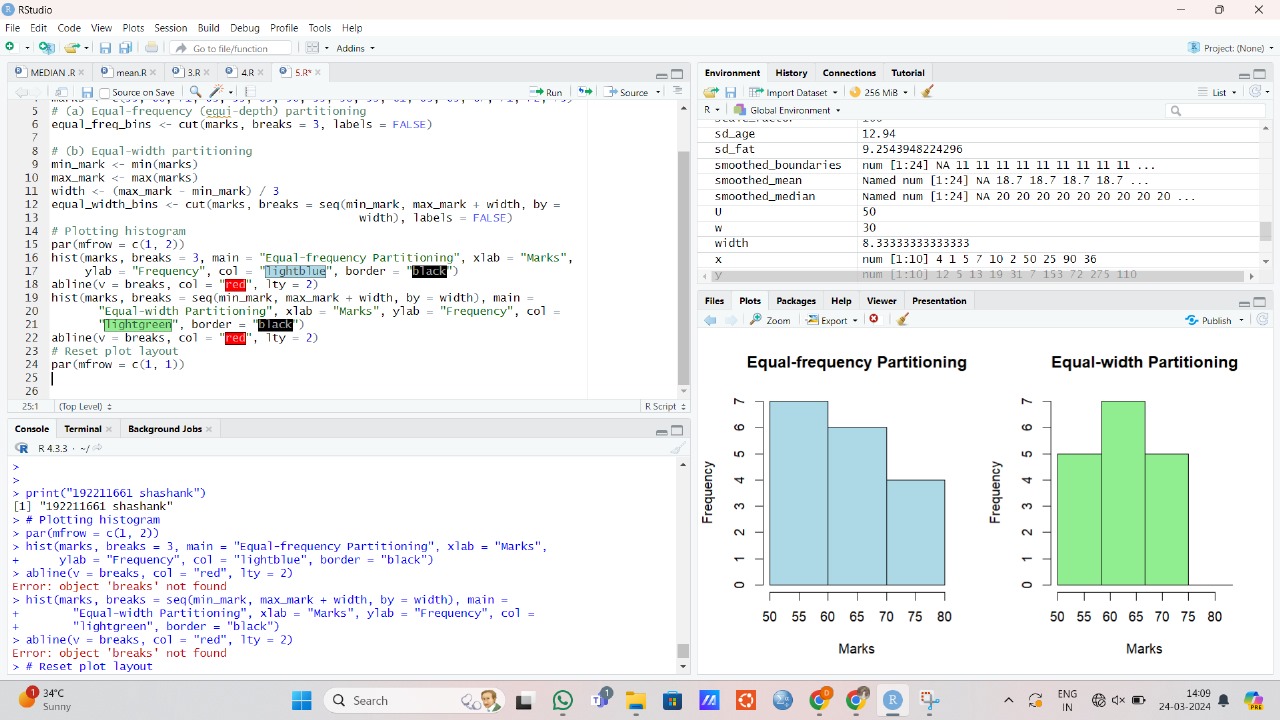 RStudio
File Edit Code View Plots Session Build Debug Profile Tools Help
Go to file/function Addins Project: (None)
MEDIAN .R mean.R 3.R 4.R 5.R*
Source on Save Run Source
#(a) Equal-frequency (equi-depth) partitioning
equal_freq_bins <- cut(marks, breaks = 3, labels = FALSE)
7
8 # (b) Equal-width partitioning
9 min_mark <- min(marks)
10 max_mark <- max(marks)
11 width <- (max_mark - min_mark) / 3
12 equal_width_bins <- cut(marks, breaks = seq(min_mark, max_mark + width, by =
13 width), labels = FALSE)
14 # Plotting histogram
15 par(mfrow = c(1, 2))
16 hist(marks, breaks = 3, main = "Equal-frequency Partitioning", xlab = "Marks",
17 ylab = "Frequency", col = "lightblue", border = "black")
18 abline(v = breaks, col = "red", lty = 2)
19 hist(marks, breaks = seq(min_mark, max_mark + width, by = width), main =
20 "Equal-width Partitioning", xlab = "Marks", ylab = "Frequency", col =
21 "lightgreen", border = "black")
22 abline(v = breaks, col = "red", lty = 2)
23 # Reset plot layout
24 par(mfrow = c(1, 1))
25
26
25:1 (Top Level) R Script
Console Terminal Background Jobs
R 4.3.3 · ~/
>
>
> print("192211661 shashank")
[1] "192211661 shashank"
> # Plotting histogram
> par(mfrow = c(1, 2))
> hist(marks, breaks = 3, main = "Equal-frequency Partitioning", xlab = "Marks",
+ ylab = "Frequency", col = "lightblue", border = "black")
> abline(v = breaks, col = "red", lty = 2)
Error: object 'breaks' not found
> hist(marks, breaks = seq(min_mark, max_mark + width, by = width), main =
+ "Equal-width Partitioning", xlab = "Marks", ylab = "Frequency", col =
+ "lightgreen", border = "black")
> abline(v = breaks, col = "red", lty = 2)
Error: object 'breaks' not found
> # Reset plot layout
Environment History Connections Tutorial
Import Dataset 256 MiB List
R Global Environment
sd_age 12.94
sd_fat 9.2543948224296
smoothed_boundaries num [1:24] NA 11 11 11 11 11 11 11 11 11 ...
smoothed_mean Named num [1:24] NA 18.7 18.7 18.7 18.7 ...
smoothed_median Named num [1:24] NA 20 20 20 20 20 20 20 20 20 ...
U 50
w 30
width 8.33333333333333
x num [1:10] 4 1 5 7 10 2 50 25 90 36
y num [1:10] 12 5 13 19 31 7 153 72 275 110
Files Plots Packages Help Viewer Presentation
Zoom Export Publish
Equal-frequency Partitioning
Frequency
7
6
5
4
3
2
1
0
50 55 60 65 70 75 80
Marks
Equal-width Partitioning
Frequency
7
6
5
4
3
2
1
0
50 55 60 65 70 75 80
Marks
1 34°C
Sunny
Search
1
ENG
IN
14:09
24-03-2024
PRE